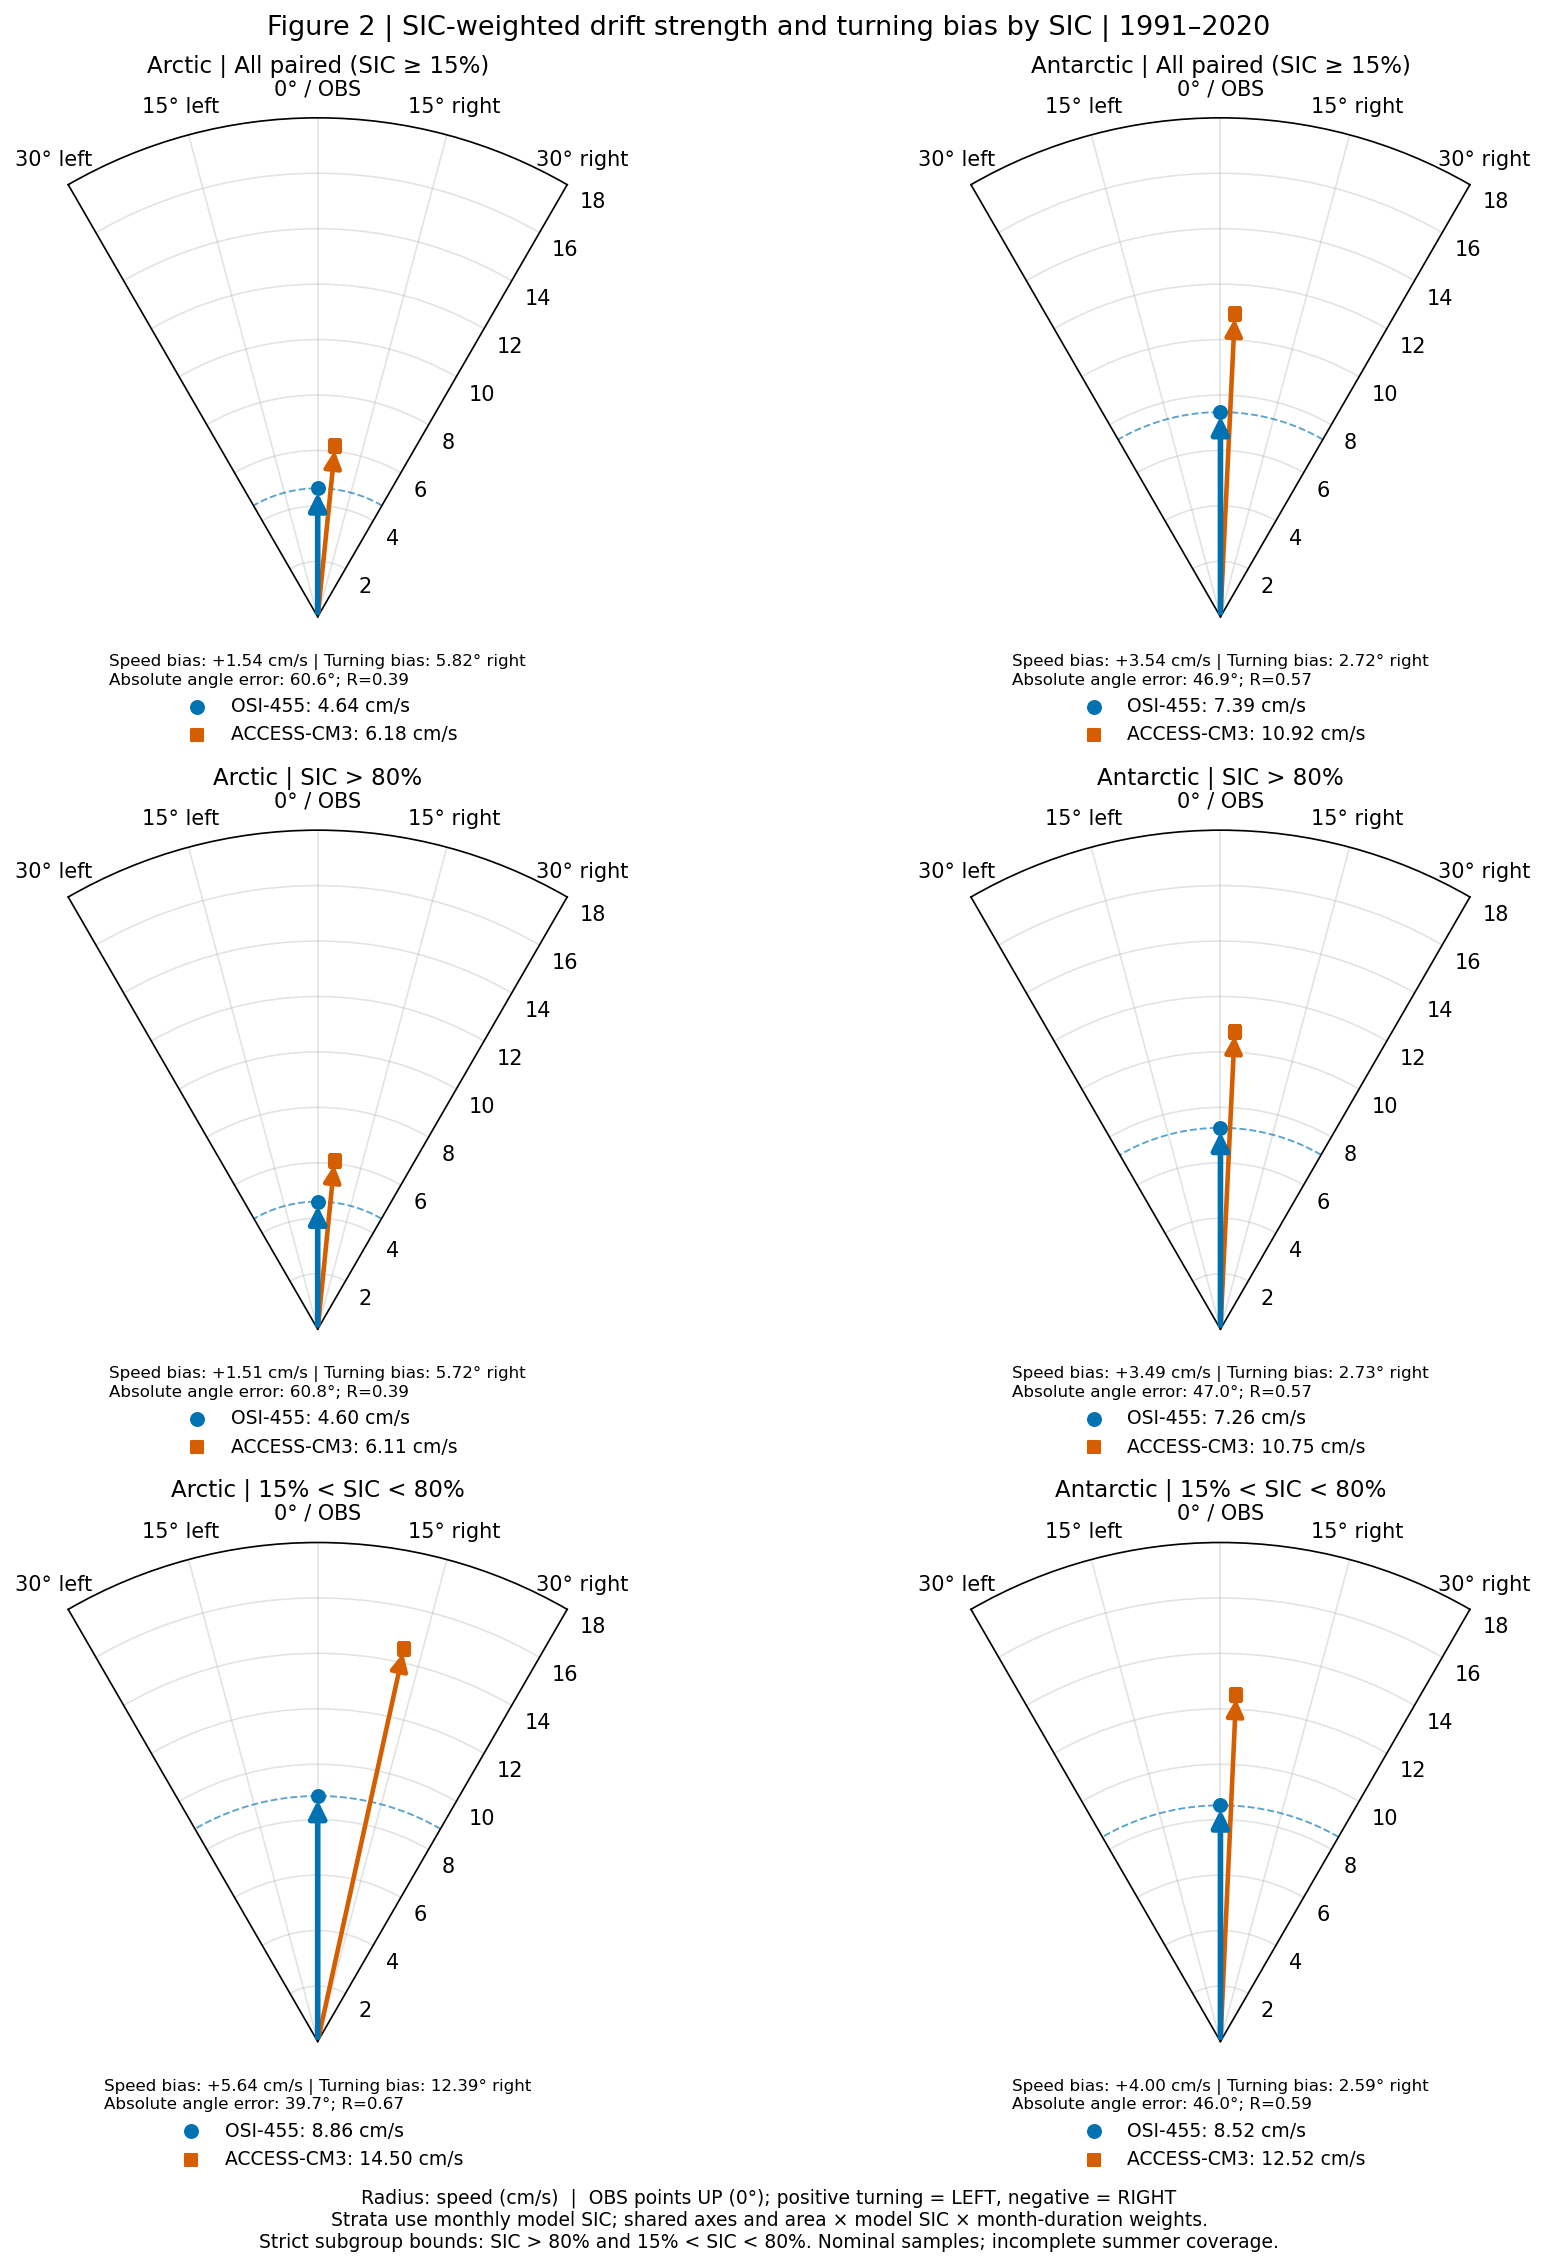 Figure 2 | SIC-weighted drift strength and turning bias by SIC | 1991–2020
Arctic | All paired (SIC ≥ 15%)
0° / OBS
15° left
15° right
30° left
30° right
18
16
14
12
10
8
6
4
2
Speed bias: +1.54 cm/s | Turning bias: 5.82° right
Absolute angle error: 60.6°; R=0.39
OSI-455: 4.64 cm/s
ACCESS-CM3: 6.18 cm/s
Antarctic | All paired (SIC ≥ 15%)
0° / OBS
15° left
15° right
30° left
30° right
18
16
14
12
10
8
6
4
2
Speed bias: +3.54 cm/s | Turning bias: 2.72° right
Absolute angle error: 46.9°; R=0.57
OSI-455: 7.39 cm/s
ACCESS-CM3: 10.92 cm/s
Arctic | SIC > 80%
0° / OBS
15° left
15° right
30° left
30° right
18
16
14
12
10
8
6
4
2
Speed bias: +1.51 cm/s | Turning bias: 5.72° right
Absolute angle error: 60.8°; R=0.39
OSI-455: 4.60 cm/s
ACCESS-CM3: 6.11 cm/s
Antarctic | SIC > 80%
0° / OBS
15° left
15° right
30° left
30° right
18
16
14
12
10
8
6
4
2
Speed bias: +3.49 cm/s | Turning bias: 2.73° right
Absolute angle error: 47.0°; R=0.57
OSI-455: 7.26 cm/s
ACCESS-CM3: 10.75 cm/s
Arctic | 15% < SIC < 80%
0° / OBS
15° left
15° right
30° left
30° right
18
16
14
12
10
8
6
4
2
Speed bias: +5.64 cm/s | Turning bias: 12.39° right
Absolute angle error: 39.7°; R=0.67
OSI-455: 8.86 cm/s
ACCESS-CM3: 14.50 cm/s
Antarctic | 15% < SIC < 80%
0° / OBS
15° left
15° right
30° left
30° right
18
16
14
12
10
8
6
4
2
Speed bias: +4.00 cm/s | Turning bias: 2.59° right
Absolute angle error: 46.0°; R=0.59
OSI-455: 8.52 cm/s
ACCESS-CM3: 12.52 cm/s
Radius: speed (cm/s) | OBS points UP (0°); positive turning = LEFT, negative = RIGHT
Strata use monthly model SIC; shared axes and area × model SIC × month-duration weights.
Strict subgroup bounds: SIC > 80% and 15% < SIC < 80%. Nominal samples; incomplete summer coverage.